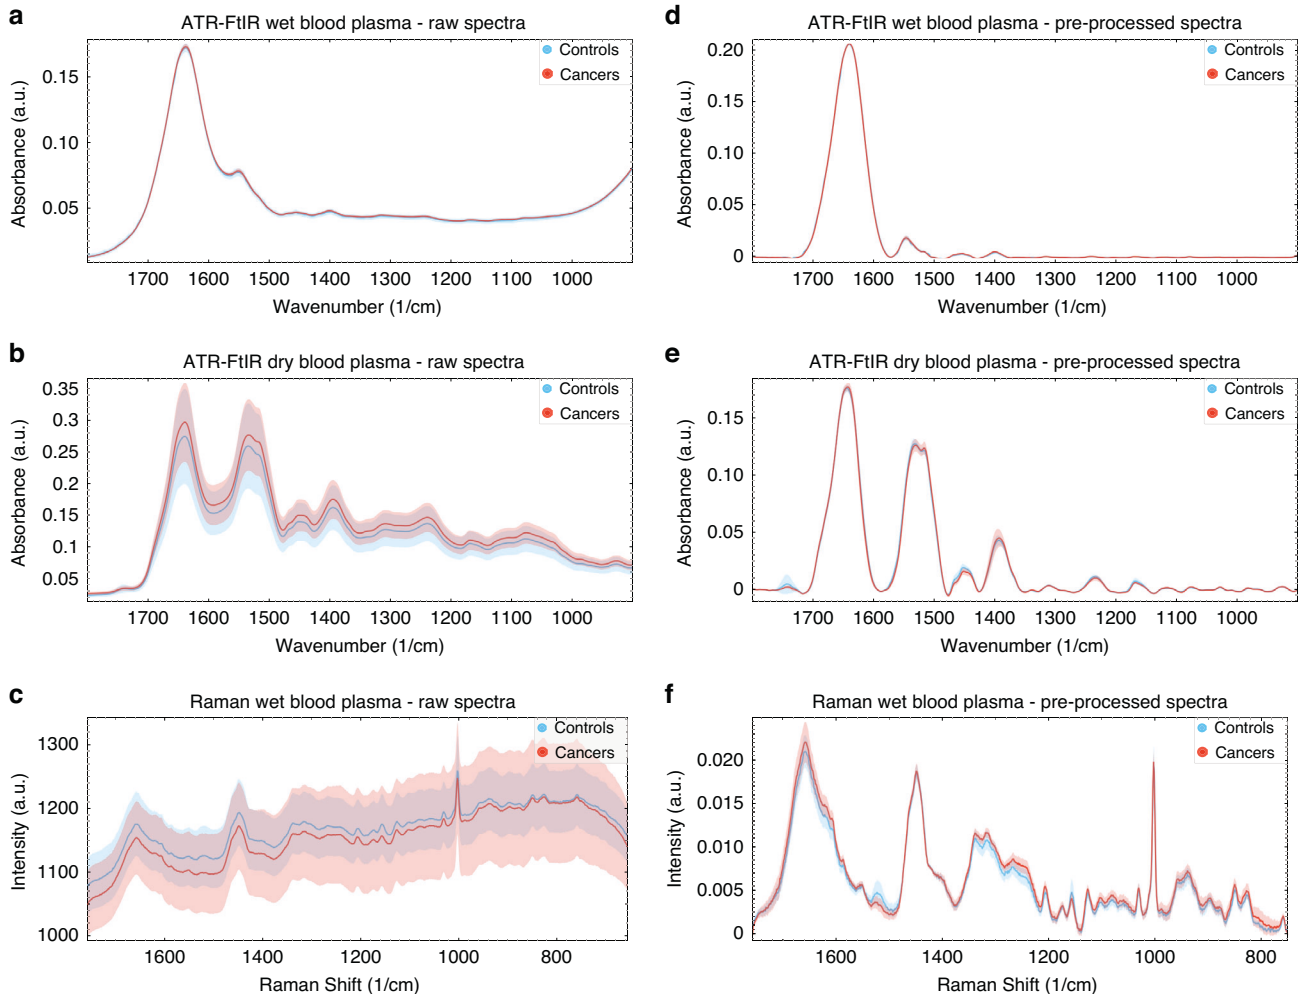 a
ATR-FtIR wet blood plasma - raw spectra
Controls
Cancers
0.15
0.10
0.05
Absorbance (a.u.)
1700 1600 1500 1400 1300 1200 1100 1000
Wavenumber (1/cm)
d
ATR-FtIR wet blood plasma - pre-processed spectra
Controls
Cancers
0.20
0.15
0.10
0.05
0
Absorbance (a.u.)
1700 1600 1500 1400 1300 1200 1100 1000
Wavenumber (1/cm)
b
ATR-FtIR dry blood plasma - raw spectra
Controls
Cancers
0.35
0.3
0.25
0.2
0.15
0.1
0.05
Absorbance (a.u.)
1700 1600 1500 1400 1300 1200 1100 1000
Wavenumber (1/cm)
e
ATR-FtIR dry blood plasma - pre-processed spectra
Controls
Cancers
0.15
0.10
0.05
0
Absorbance (a.u.)
1700 1600 1500 1400 1300 1200 1100 1000
Wavenumber (1/cm)
c
Raman wet blood plasma - raw spectra
Controls
Cancers
1300
1200
1100
1000
Intensity (a.u.)
1600 1400 1200 1000 800
Raman Shift (1/cm)
f
Raman wet blood plasma - pre-processed spectra
Controls
Cancers
0.020
0.015
0.010
0.005
0
Intensity (a.u.)
1600 1400 1200 1000 800
Raman Shift (1/cm)